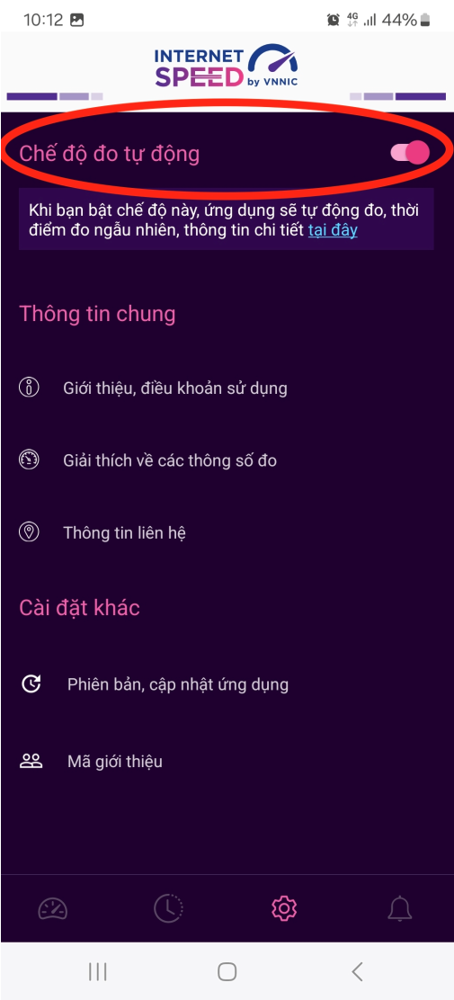 10:12 4G 44%
INTERNET
SPEED by VNNIC
Chế độ đo tự động
Khi bạn bật chế độ này, ứng dụng sẽ tự động đo, thời
điểm đo ngẫu nhiên, thông tin chi tiết tại đây
Thông tin chung
Giới thiệu, điều khoản sử dụng
Giải thích về các thông số đo
Thông tin liên hệ
Cài đặt khác
Phiên bản, cập nhật ứng dụng
Mã giới thiệu